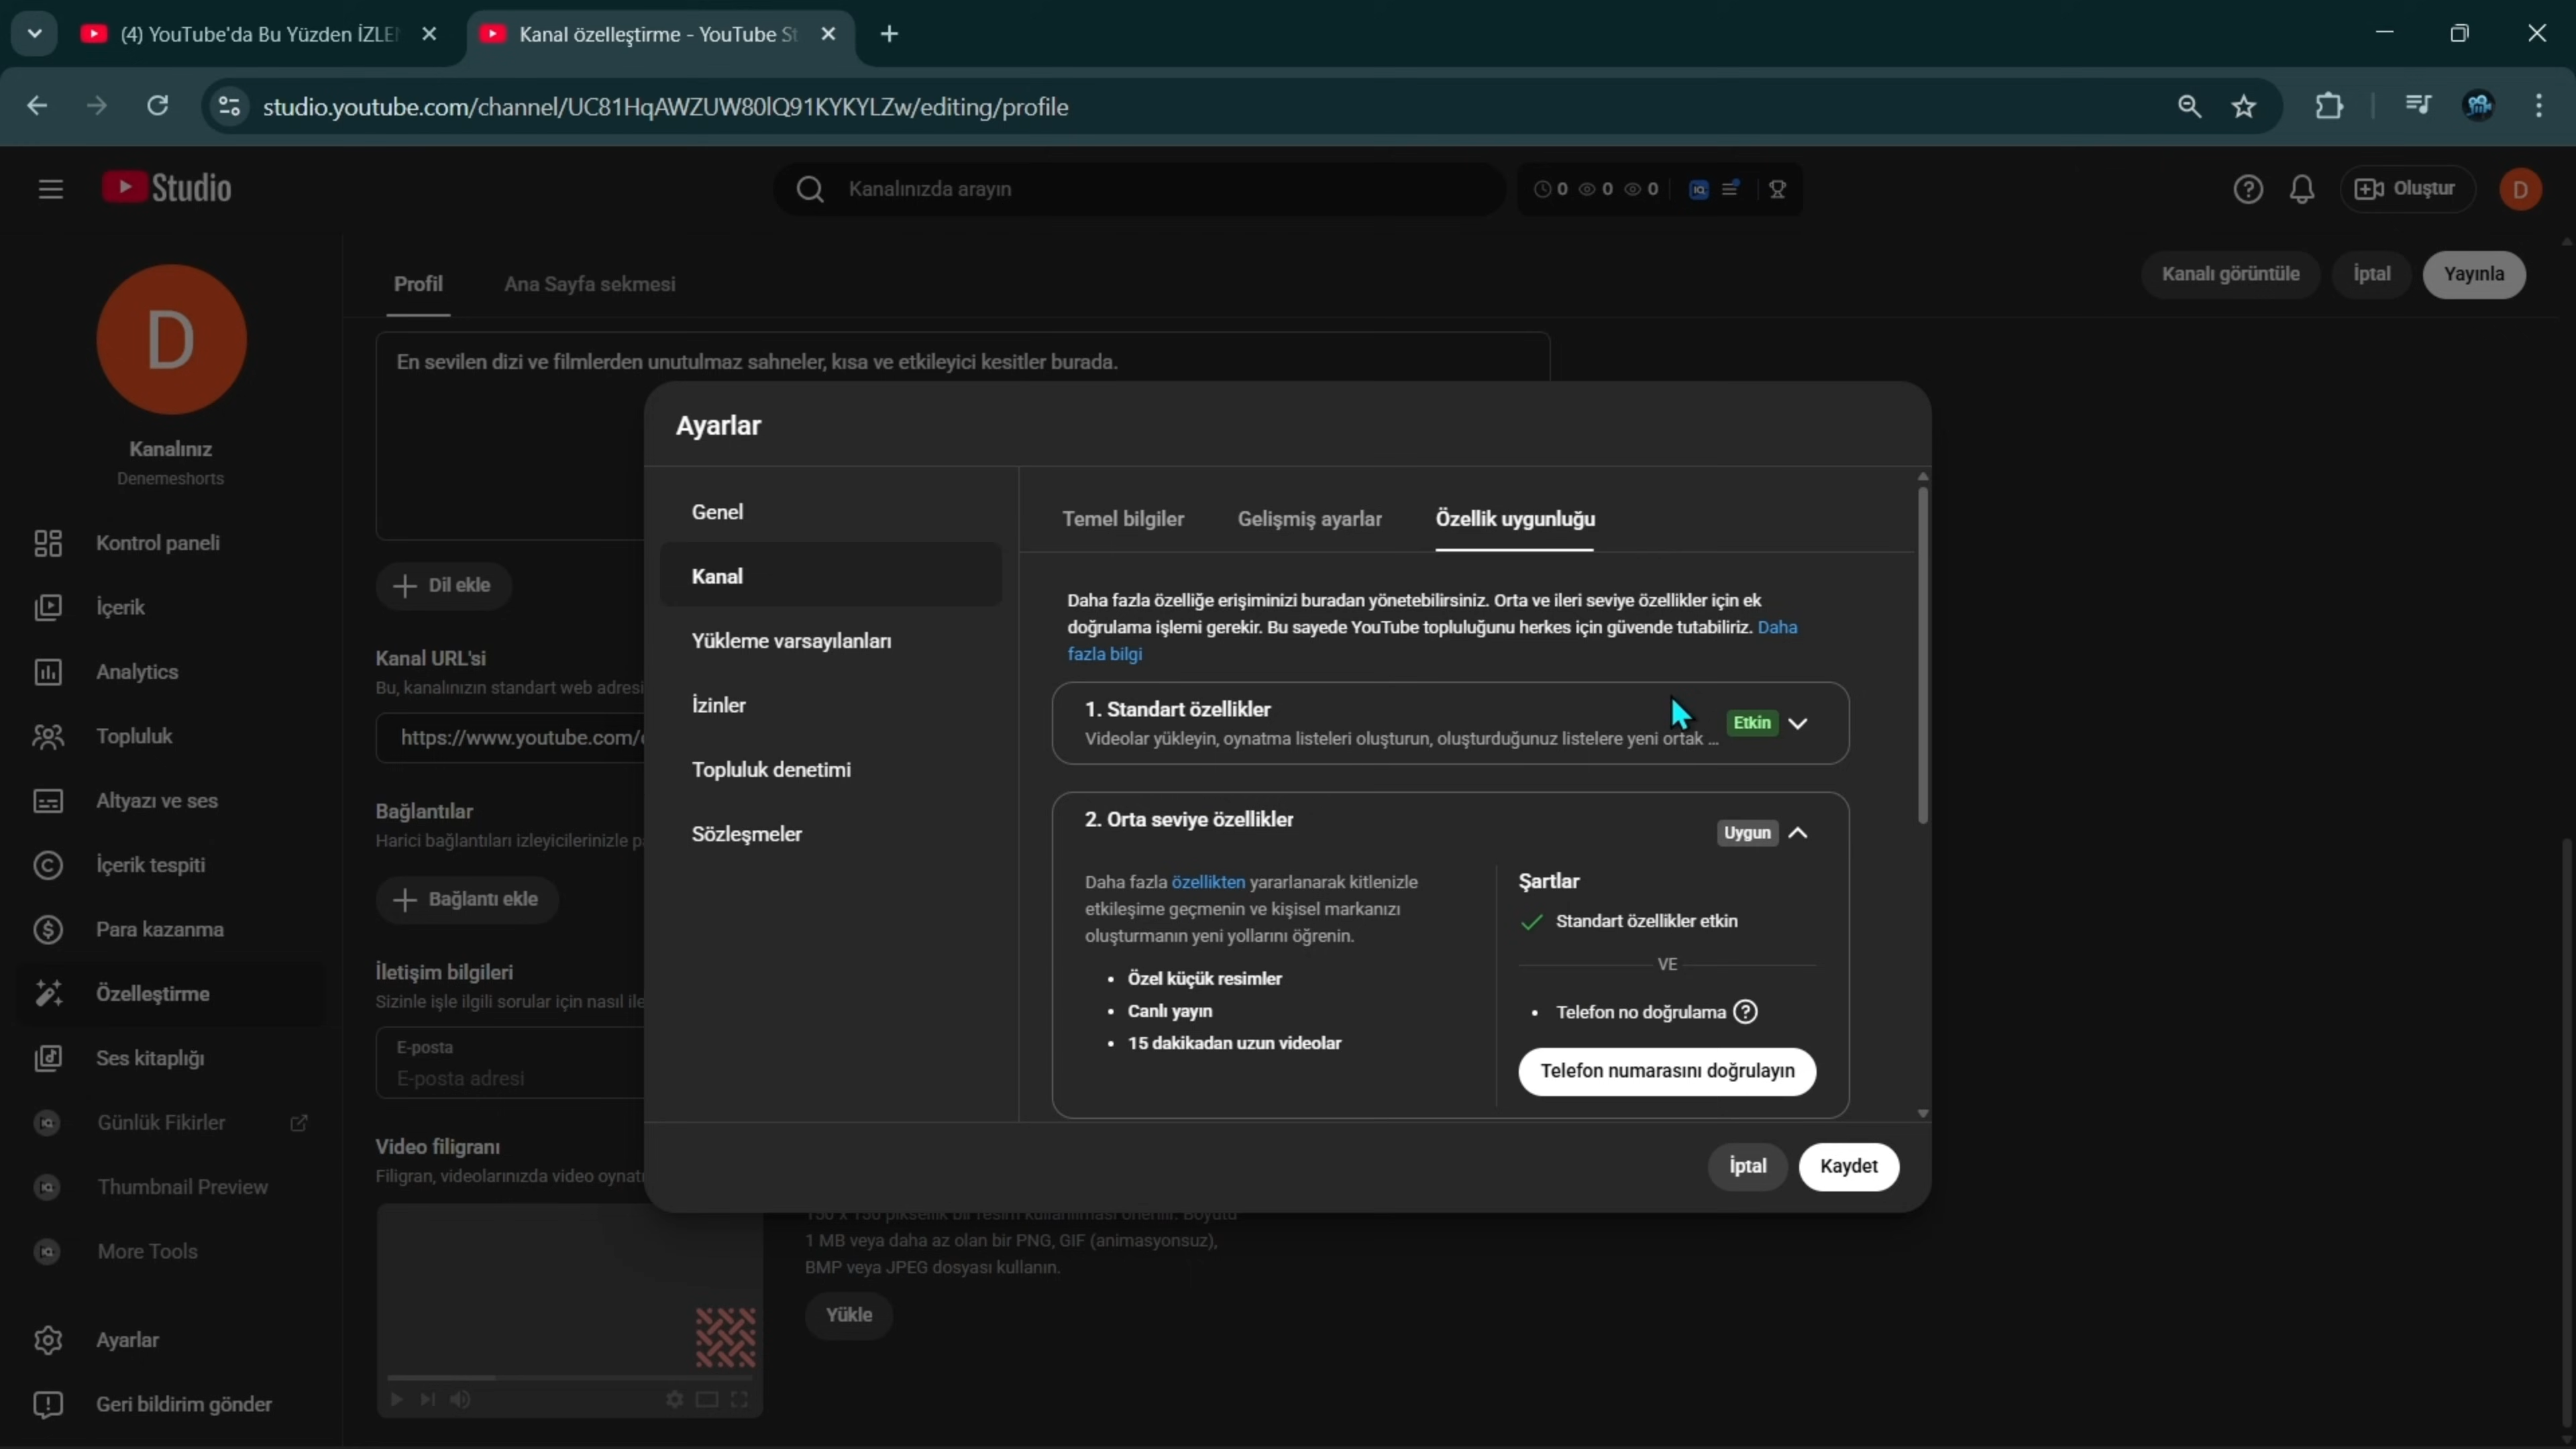 (4) YouTube'da Bu Yüzden İZLE
Kanal özelleştirme - YouTube St
studio.youtube.com/channel/UC81HqAWZUW80lQ91KYKYLZw/editing/profile
Studio
Kanalınızda arayın
0 0 0
Oluştur
D
D
Kanalınız
Denemeshorts
Kontrol paneli
İçerik
Analytics
Topluluk
Altyazı ve ses
İçerik tespiti
Para kazanma
Özelleştirme
Ses kitaplığı
Günlük Fikirler
Thumbnail Preview
More Tools
Ayarlar
Geri bildirim gönder
Profil
Ana Sayfa sekmesi
Kanalı görüntüle
İptal
Yayınla
En sevilen dizi ve filmlerden unutulmaz sahneler, kısa ve etkileyici kesitler burada.
Dil ekle
Kanal URL'si
Bu, kanalınızın standart web adresi
https://www.youtube.com/
Bağlantılar
Harici bağlantıları izleyicilerinizle
Bağlantı ekle
İletişim bilgileri
Sizinle işle ilgili sorular için nasıl
E-posta
E-posta adresi
Video filigranı
Filigran, videolarınızda video
150 x 150 piksellik bir resim kullanılması önerilir. Boyutu
1 MB veya daha az olan bir PNG, GIF (animasyonsuz),
BMP veya JPEG dosyası kullanın.
Yükle
Ayarlar
Genel
Kanal
Yükleme varsayılanları
İzinler
Topluluk denetimi
Sözleşmeler
Temel bilgiler
Gelişmiş ayarlar
Özellik uygunluğu
Daha fazla özelliğe erişiminizi buradan yönetebilirsiniz. Orta ve ileri seviye özellikler için ek
doğrulama işlemi gerekir. Bu sayede YouTube topluluğunu herkes için güvende tutabiliriz. Daha
fazla bilgi
1. Standart özellikler
Videolar yükleyin, oynatma listeleri oluşturun, oluşturduğunuz listelere yeni ortak ...
Etkin
2. Orta seviye özellikler
Uygun
Daha fazla özellikten yararlanarak kitlenizle
etkileşime geçmenin ve kişisel markanızı
oluşturmanın yeni yollarını öğrenin.
• Özel küçük resimler
• Canlı yayın
• 15 dakikadan uzun videolar
Şartlar
Standart özellikler etkin
VE
• Telefon no doğrulama
Telefon numarasını doğrulayın
İptal
Kaydet